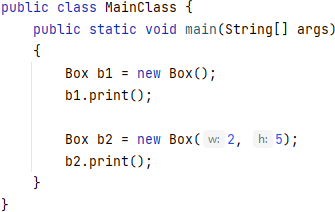 public class MainClass {
    public static void main(String[] args)
    {
        Box b1 = new Box();
        b1.print();

        Box b2 = new Box( w: 2, h: 5);
        b2.print();
    }
}